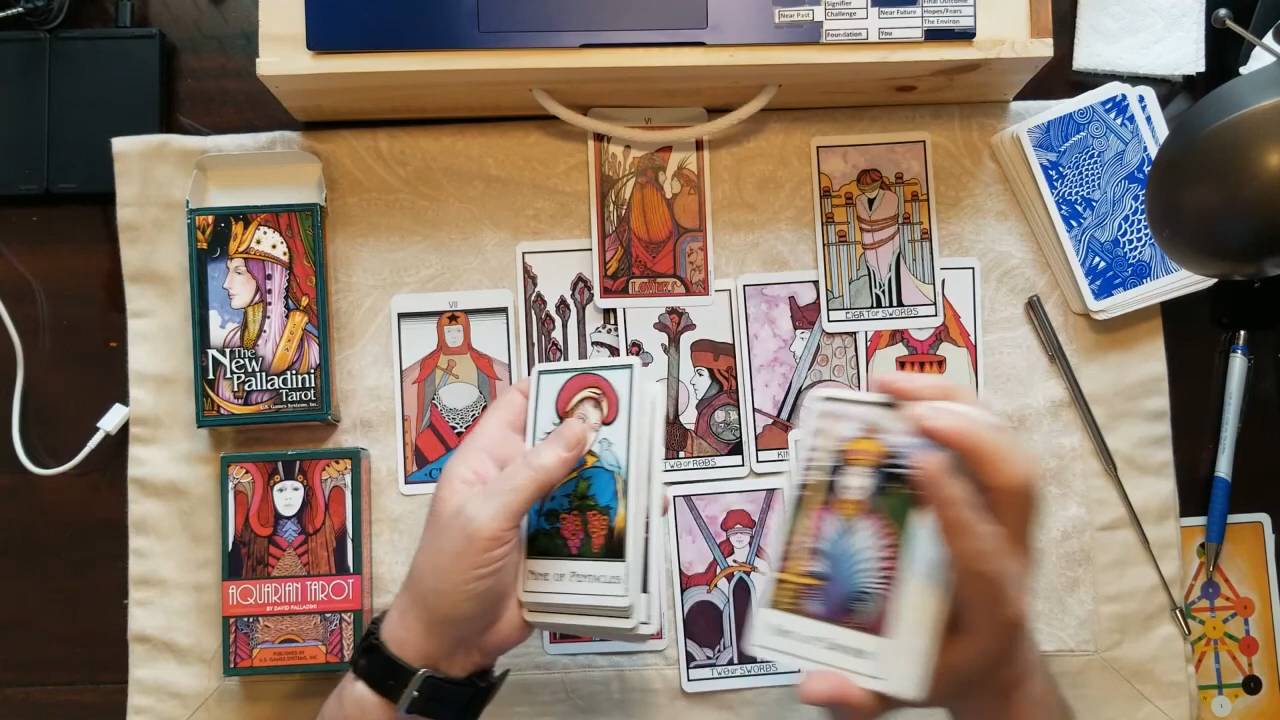 Signifier
Final Outcome
Near Past
Challenge
Near Future
Hopes/Fears
The Environ
Foundation
You
VI
LOVERS
EIGHT OF SWORDS
VII
The
New
Palladini
Tarot
U.S. Games Systems, Inc.
TWO OF RODS
KIN
NINE OF PENTACLES
AQUARIAN TAROT
BY DAVID PALLADINI
PUBLISHED BY
U.S. GAMES SYSTEMS, INC.
TWO OF SWORDS
1